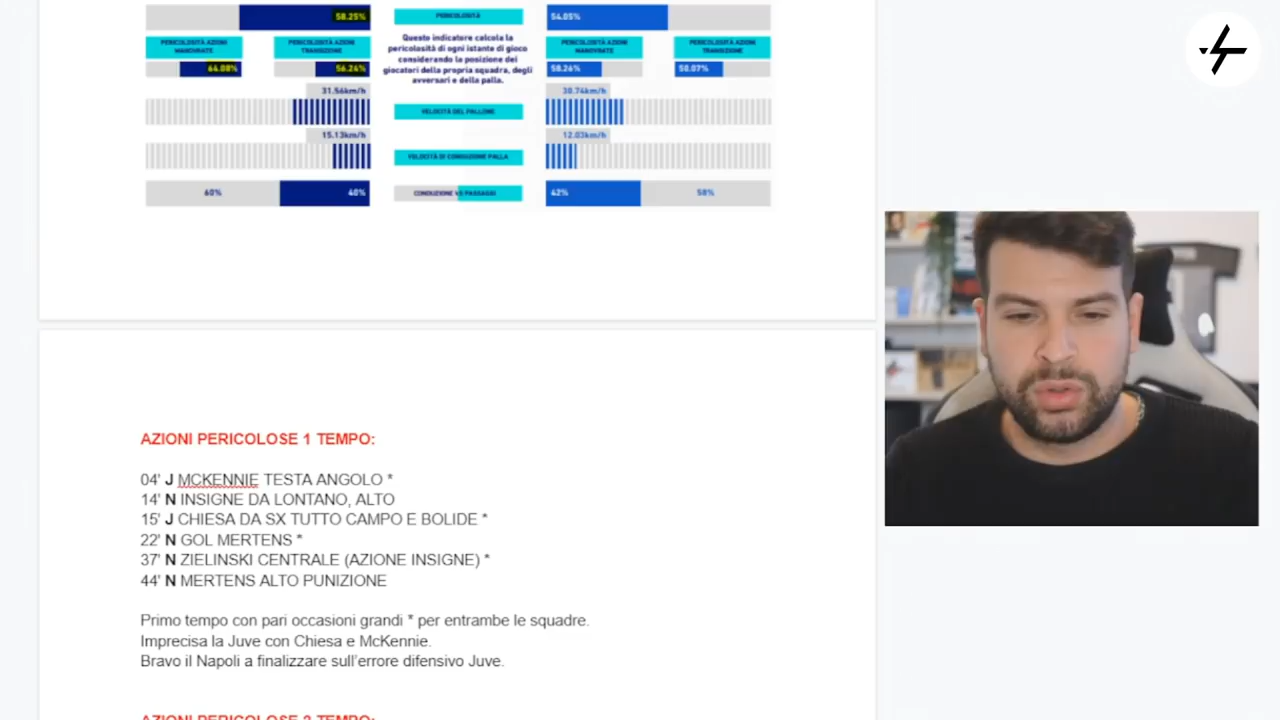 58.25%
PERICOLOSITÀ
54.05%
PERICOLOSITÀ AZIONI MANOVRATE
PERICOLOSITÀ AZIONI TRANSIZIONE
Questo indicatore calcola la
pericolosità di ogni istante di gioco
considerando la posizione dei
giocatori della propria squadra, degli
avversari e della palla.
PERICOLOSITÀ AZIONI MANOVRATE
PERICOLOSITÀ AZIONI TRANSIZIONE
64.08%
56.24%
58.26%
50.07%
31.56km/h
VELOCITÀ DEL PALLONE
30.74km/h
15.13km/h
VELOCITÀ DI CONDUZIONE PALLA
12.03km/h
60%
40%
CONDUZIONE VS PASSAGGI
42%
58%
AZIONI PERICOLOSE 1 TEMPO:
04' J MCKENNIE TESTA ANGOLO *
14' N INSIGNE DA LONTANO, ALTO
15' J CHIESA DA SX TUTTO CAMPO E BOLIDE *
22' N GOL MERTENS *
37' N ZIELINSKI CENTRALE (AZIONE INSIGNE) *
44' N MERTENS ALTO PUNIZIONE
Primo tempo con pari occasioni grandi * per entrambe le squadre.
Imprecisa la Juve con Chiesa e McKennie.
Bravo il Napoli a finalizzare sull'errore difensivo Juve.
AZIONI PERICOLOSE 2 TEMPO: